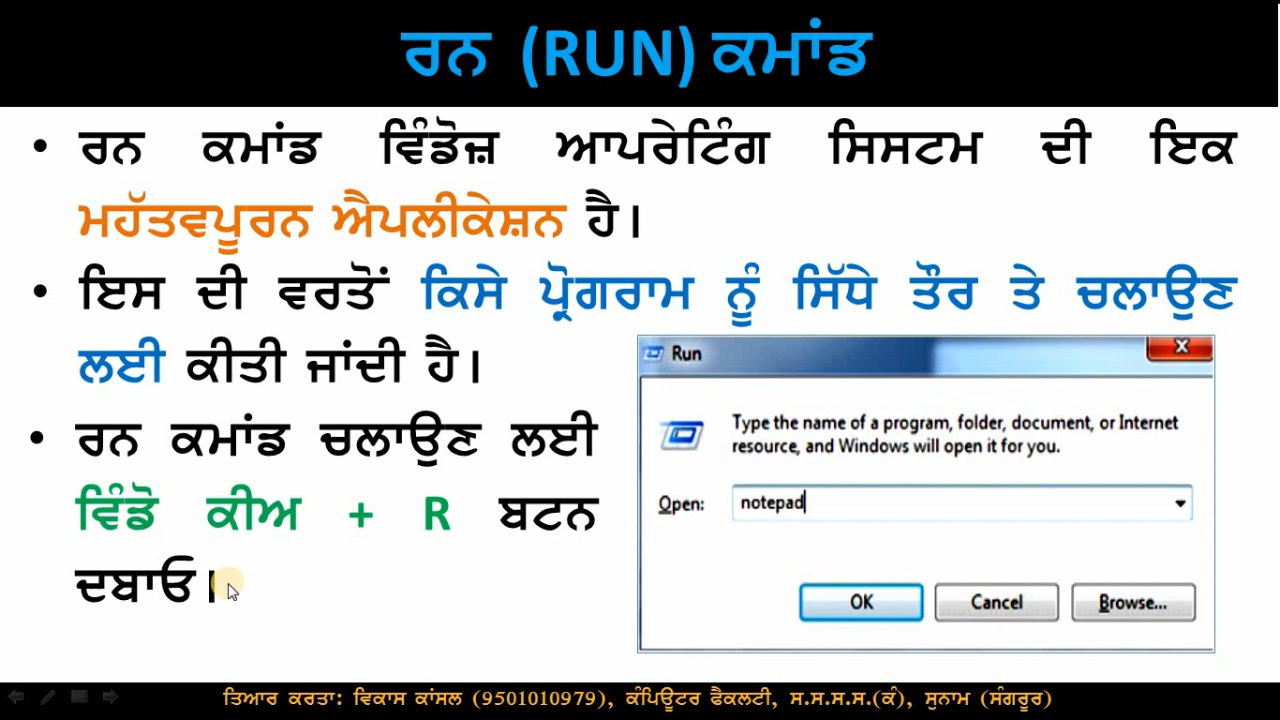 ਰਨ (RUN) ਕਮਾਂਡ
• ਰਨ ਕਮਾਂਡ ਵਿੰਡੋਜ਼ ਆਪਰੇਟਿੰਗ ਸਿਸਟਮ ਦੀ ਇਕ
ਮਹੱਤਵਪੂਰਨ ਐਪਲੀਕੇਸ਼ਨ ਹੈ।
• ਇਸ ਦੀ ਵਰਤੋਂ ਕਿਸੇ ਪ੍ਰੋਗਰਾਮ ਨੂੰ ਸਿੱਧੇ ਤੌਰ ਤੇ ਚਲਾਉਣ
ਲਈ ਕੀਤੀ ਜਾਂਦੀ ਹੈ।
• ਰਨ ਕਮਾਂਡ ਚਲਾਉਣ ਲਈ
ਵਿੰਡੋ ਕੀਅ + R ਬਟਨ
ਦਬਾਓ।
Run
Type the name of a program, folder, document, or Internet
resource, and Windows will open it for you.
Open: notepad
OK Cancel Browse...
ਤਿਆਰ ਕਰਤਾ: ਵਿਕਾਸ ਕਾਂਸਲ (9501010979), ਕੰਪਿਊਟਰ ਫੈਕਲਟੀ, ਸ.ਸ.ਸ.ਸ.(ਕੰ), ਸੁਨਾਮ (ਸੰਗਰੂਰ)